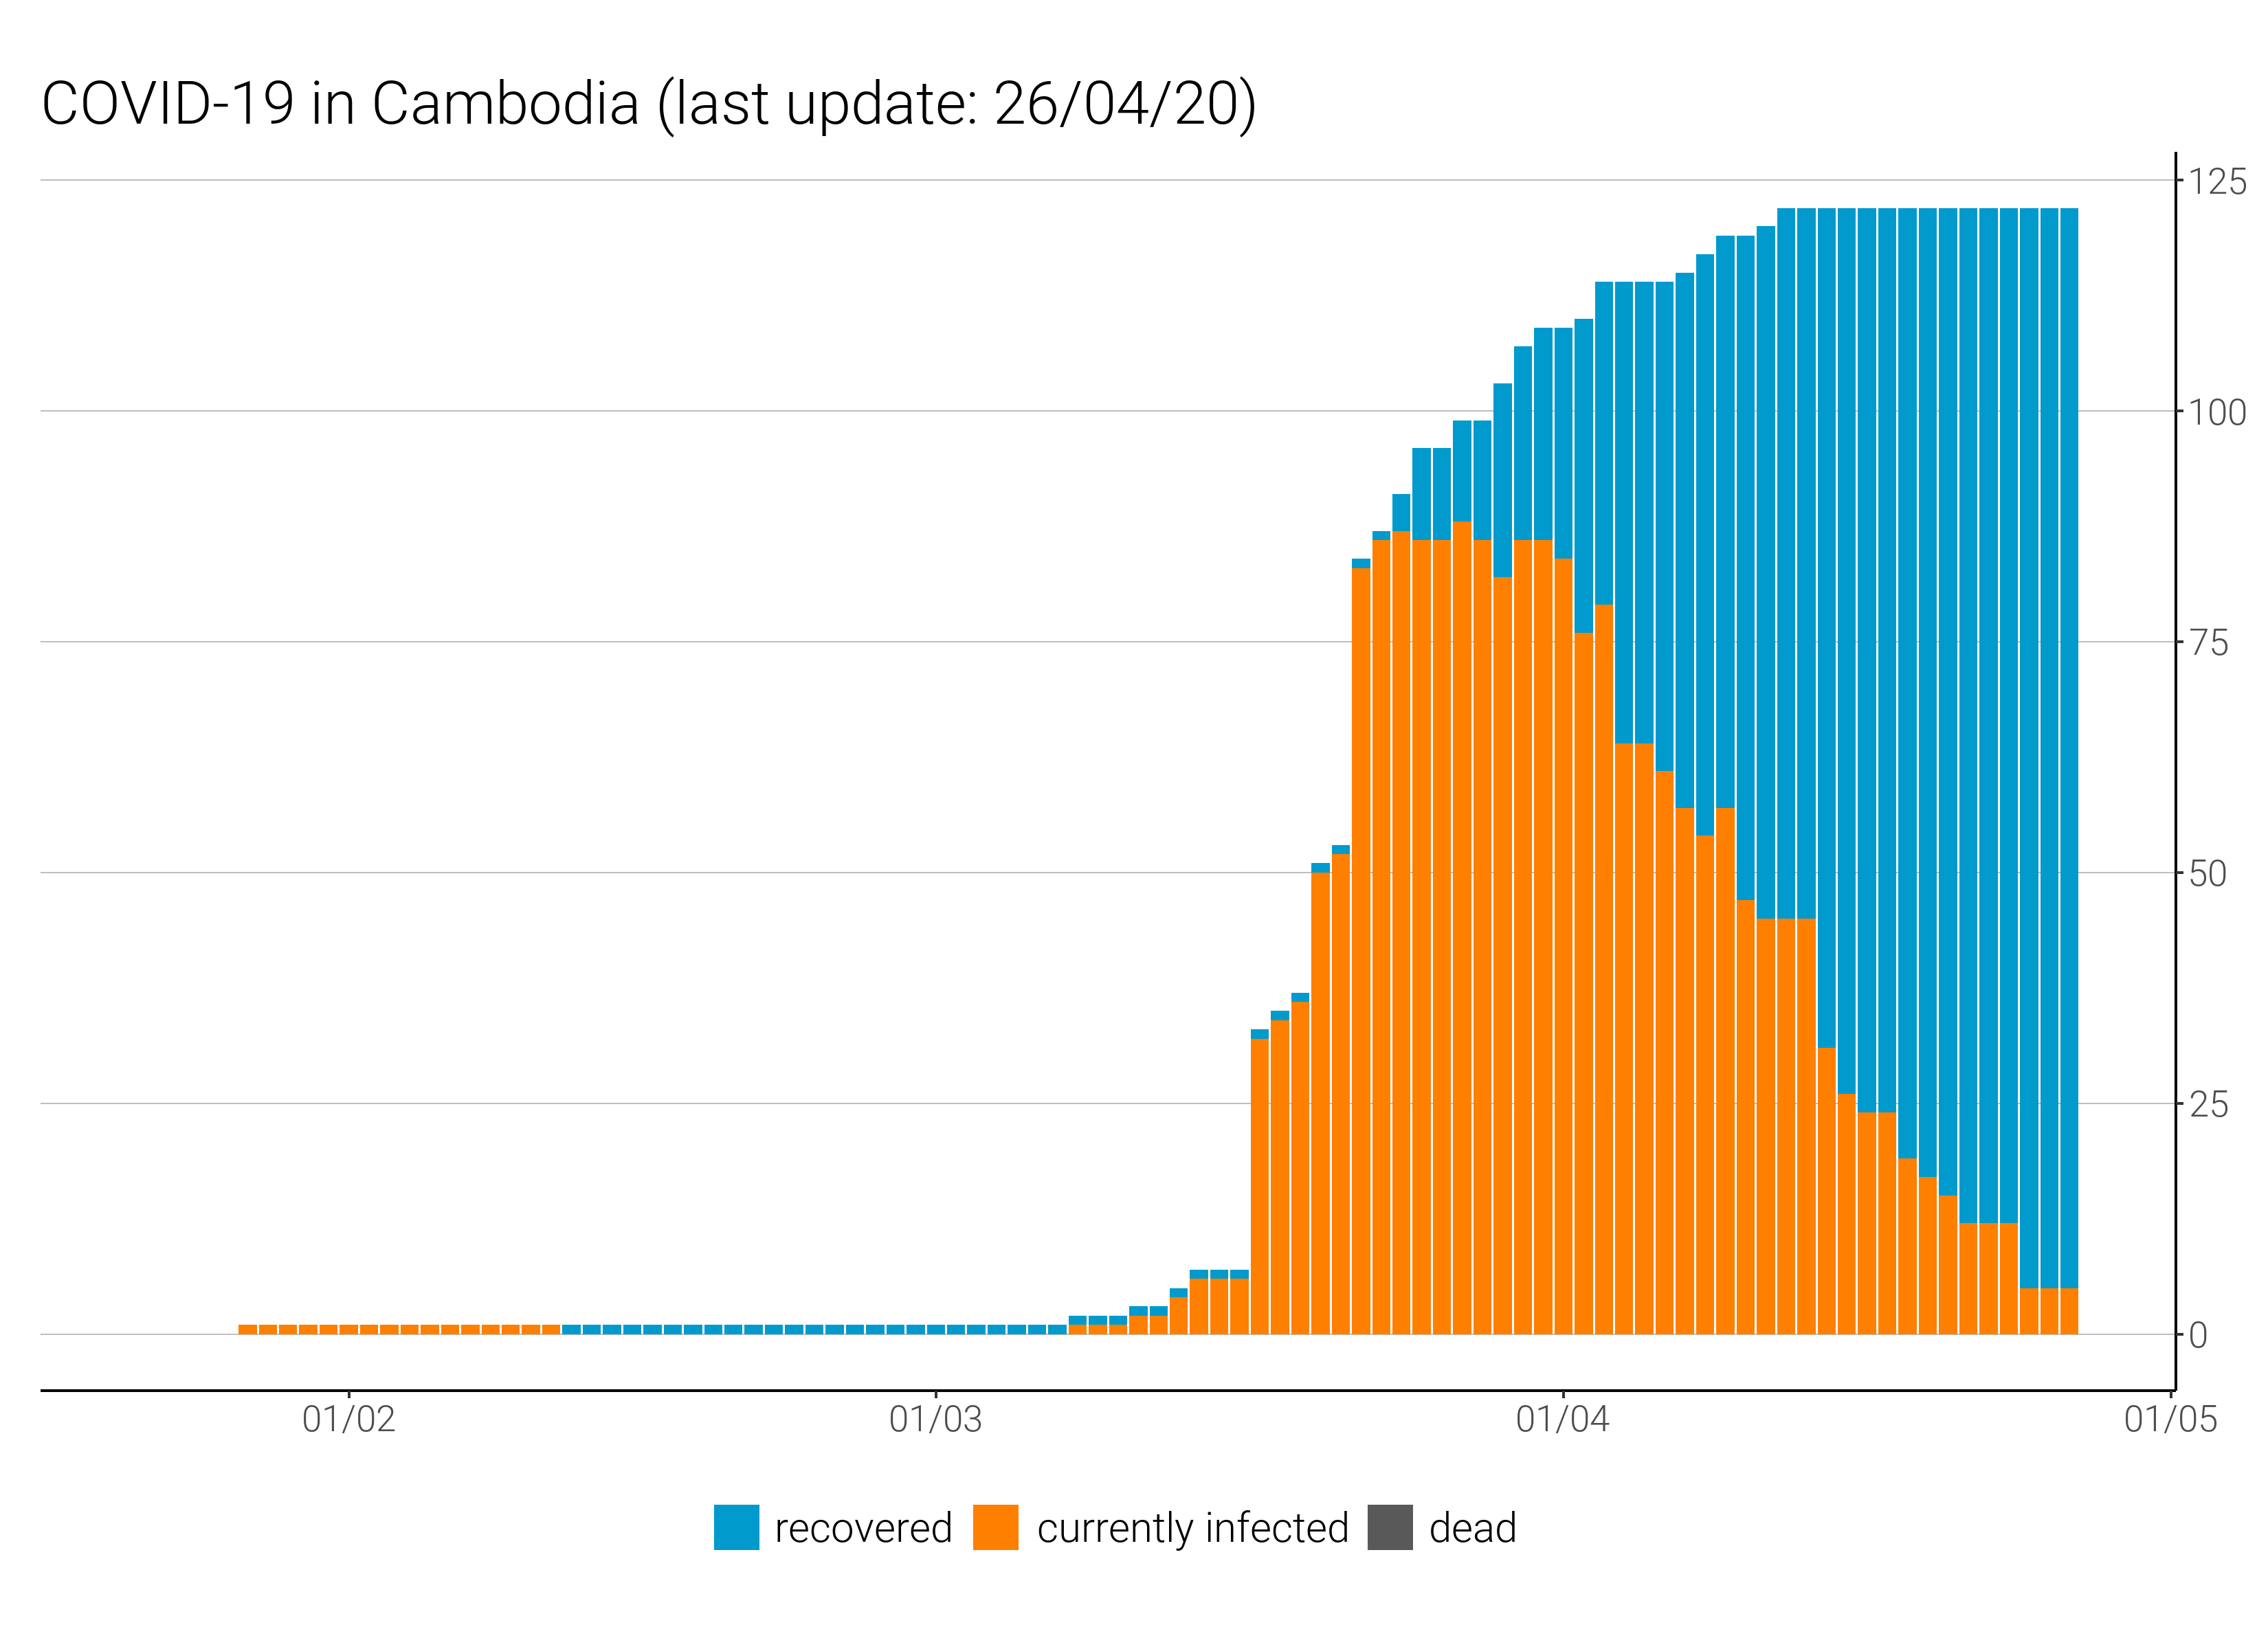 COVID-19 in Cambodia (last update: 26/04/20)
125
100
75
50
25
0
01/02 01/03 01/04 01/05
recovered currently infected dead